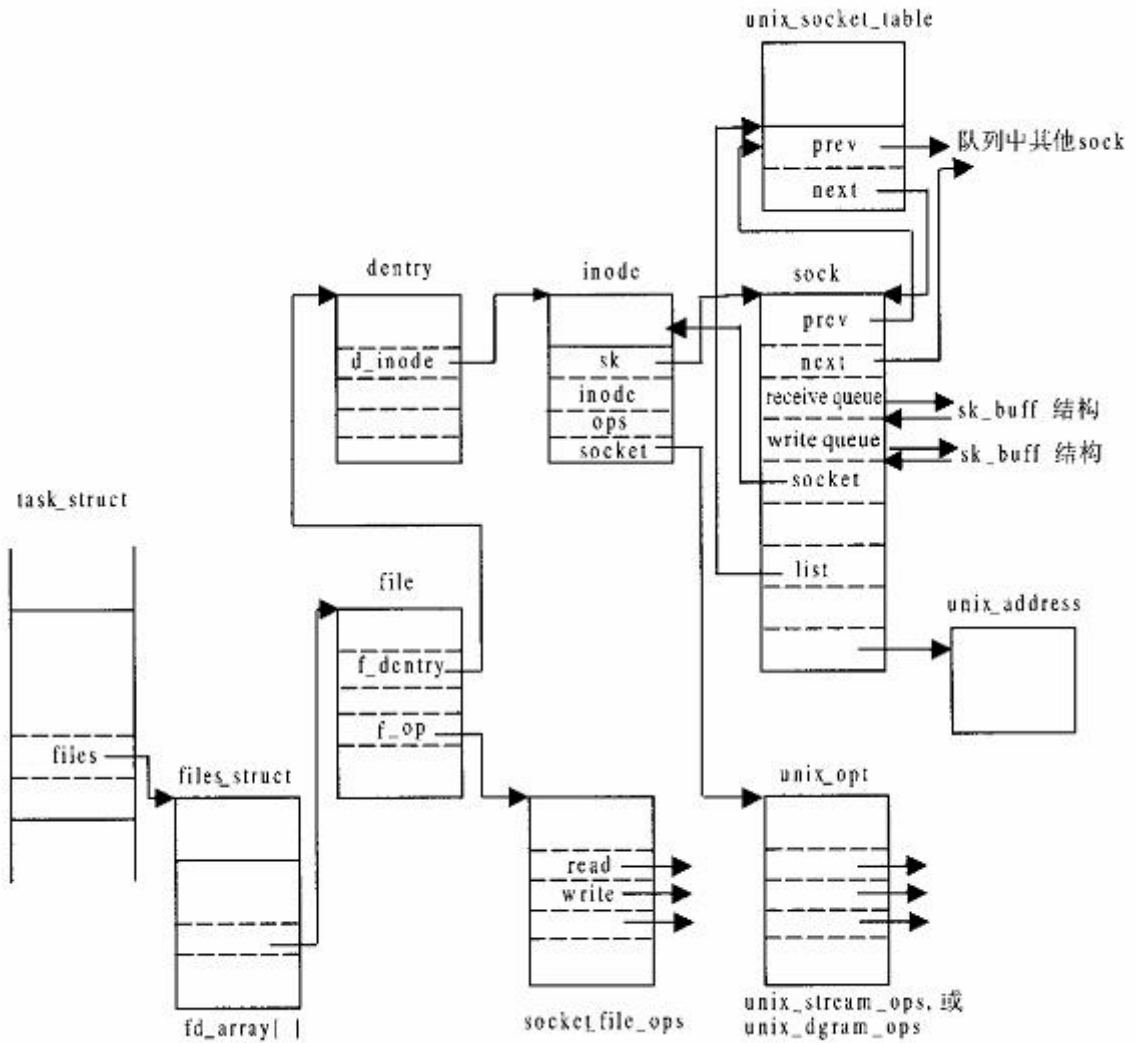 unix_socket_table
prev
队列中其他sock
next
dentry
inode
sock
prev
d_inode
sk
next
inode
receive queue
sk_buff 结构
ops
write queue
socket
sk_buff 结构
socket
task_struct
list
file
unix_address
f_dentry
f_op
files
files_struct
unix_opt
read
write
fd_array[ ]
socket_file_ops
unix_stream_ops, 或
unix_dgram_ops